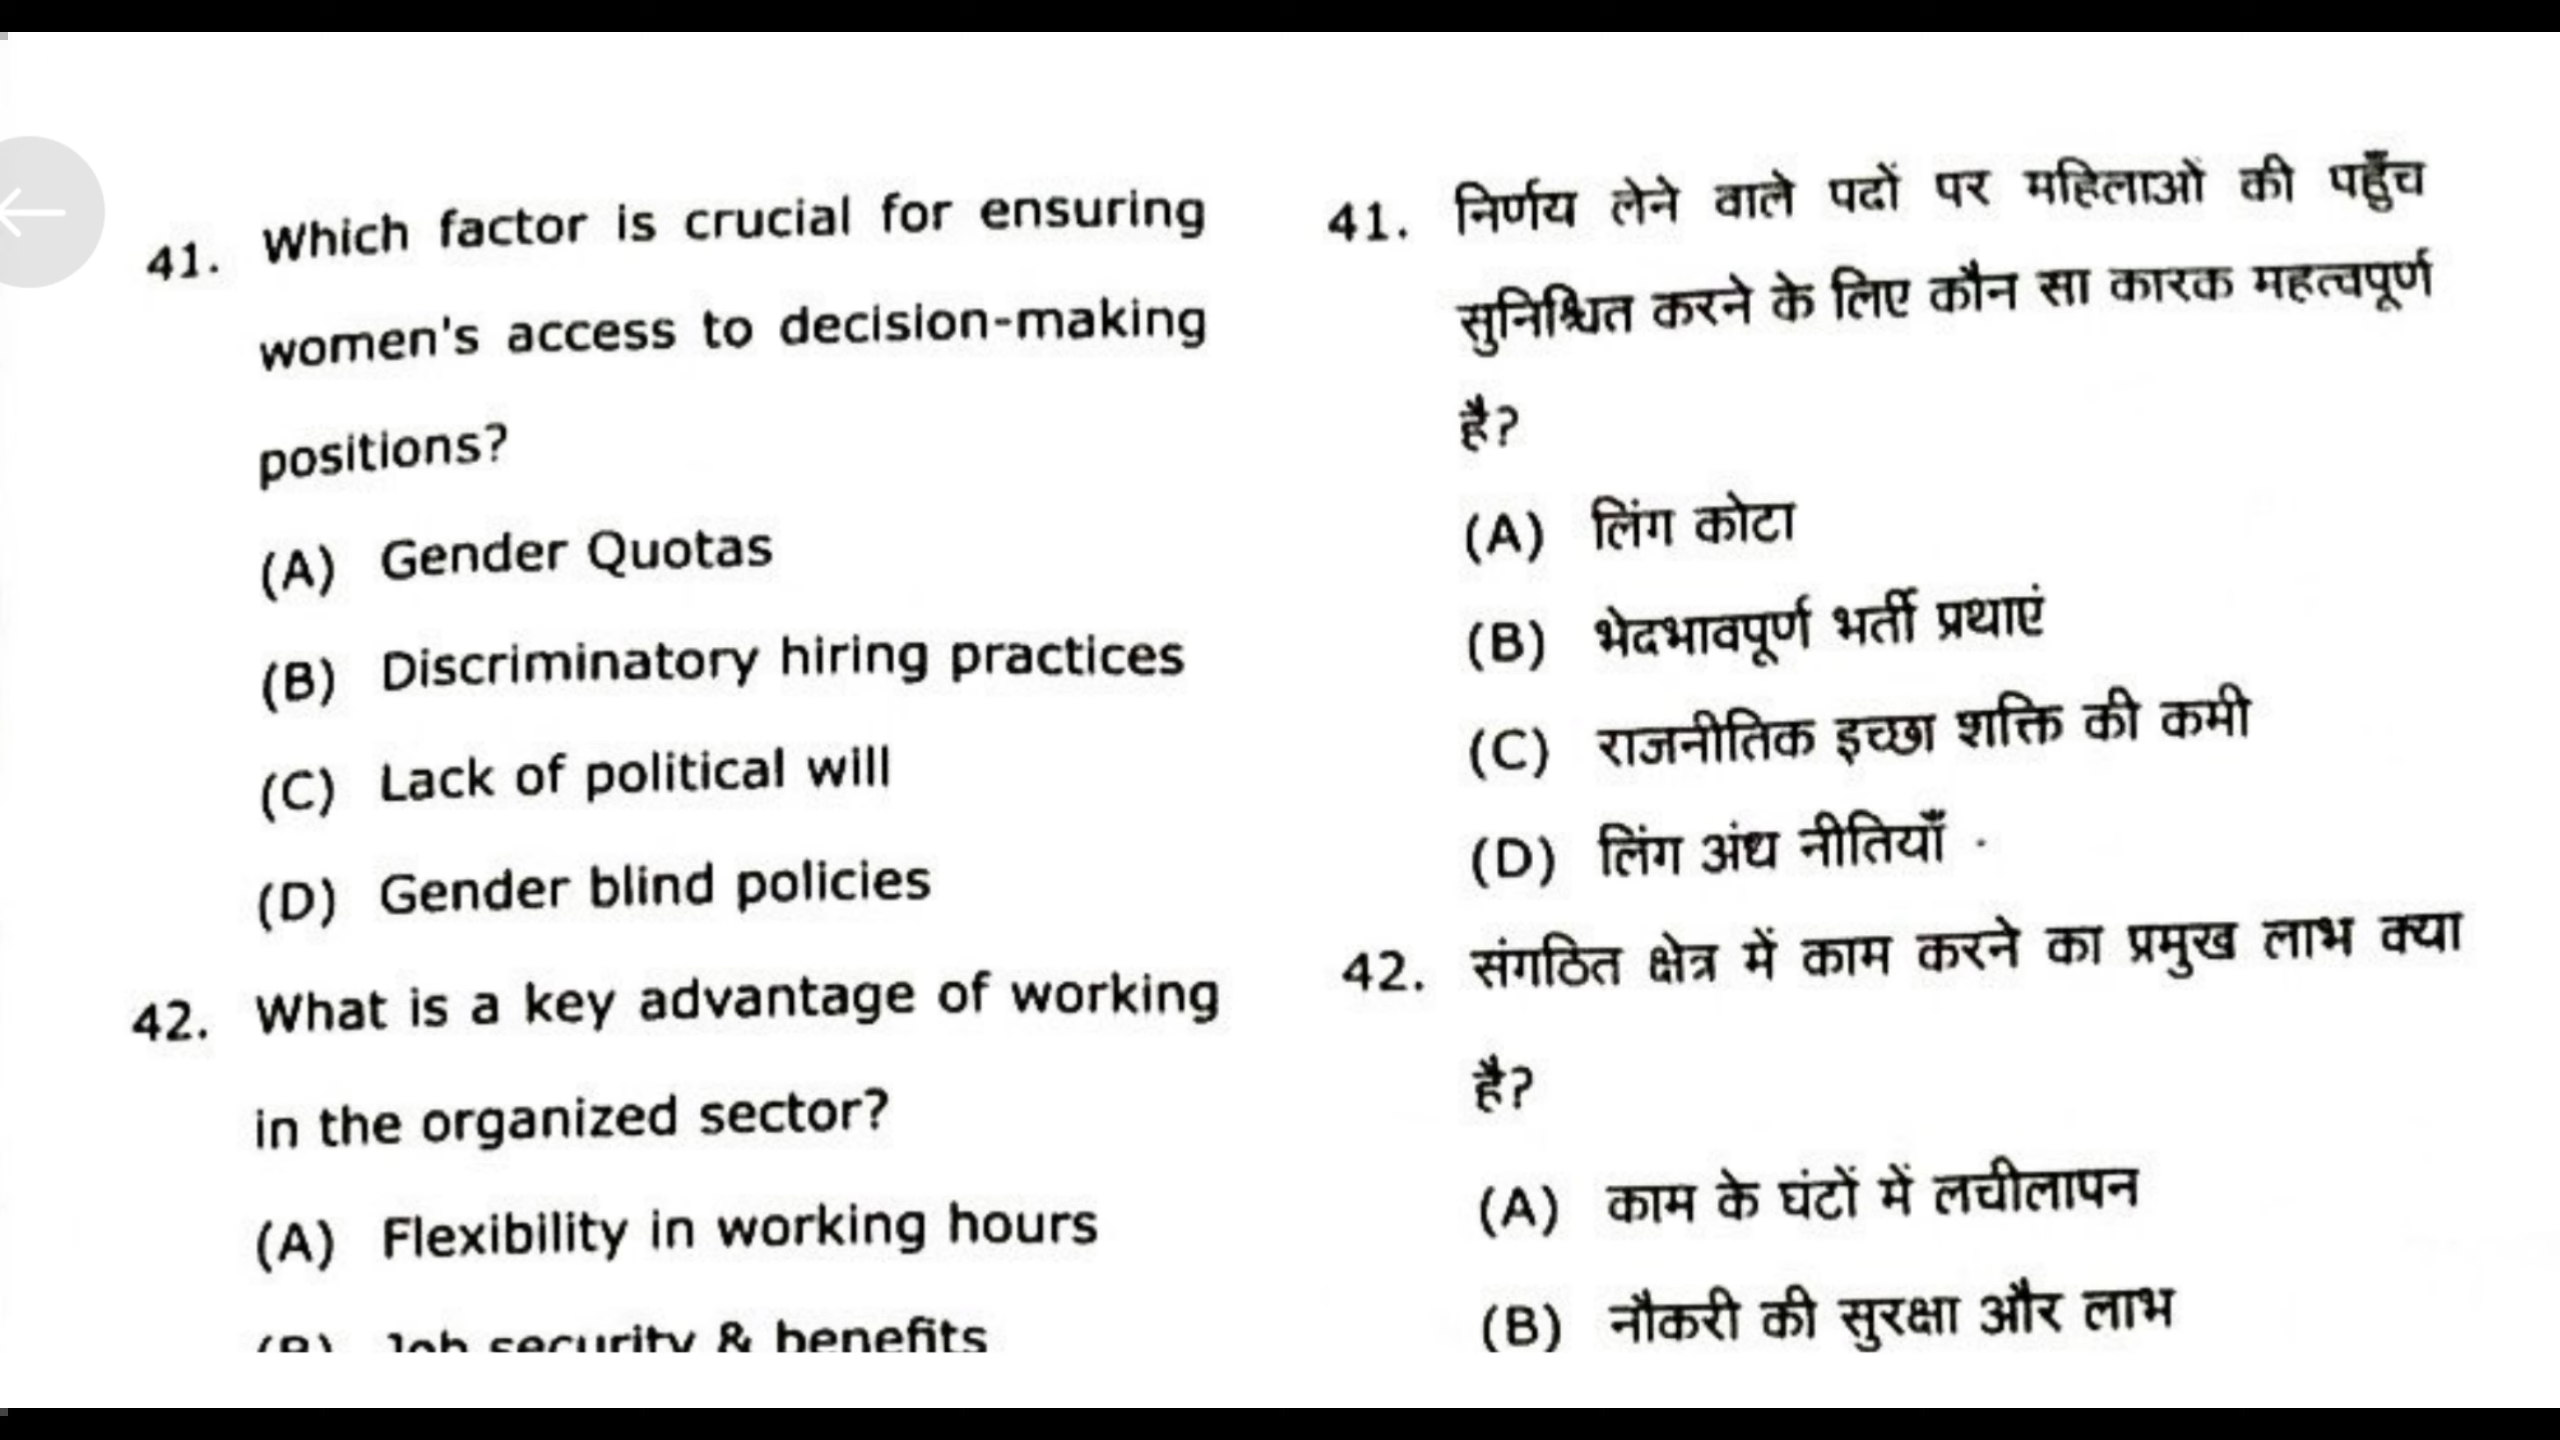 41. Which factor is crucial for ensuring
women's access to decision-making
positions?
(A) Gender Quotas
(B) Discriminatory hiring practices
(C) Lack of political will
(D) Gender blind policies
42. What is a key advantage of working
in the organized sector?
(A) Flexibility in working hours
(B) Job security & benefits
41. निर्णय लेने वाले पदों पर महिलाओं की पहुँच
सुनिश्चित करने के लिए कौन सा कारक महत्वपूर्ण
है?
(A) लिंग कोटा
(B) भेदभावपूर्ण भर्ती प्रथाएं
(C) राजनीतिक इच्छा शक्ति की कमी
(D) लिंग अंध नीतियाँ
42. संगठित क्षेत्र में काम करने का प्रमुख लाभ क्या
है?
(A) काम के घंटों में लचीलापन
(B) नौकरी की सुरक्षा और लाभ